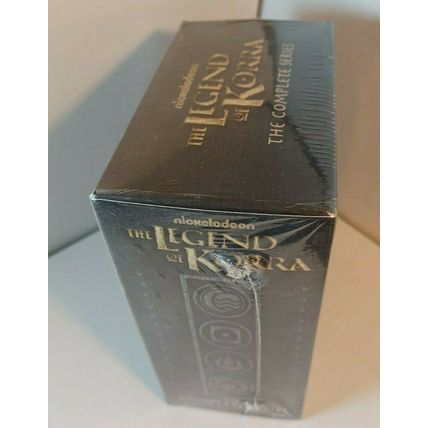 nickelodeon
THE LEGEND
OF KORRA
THE COMPLETE SERIES
nickelodeon
THE LEGEND
OF KORRA